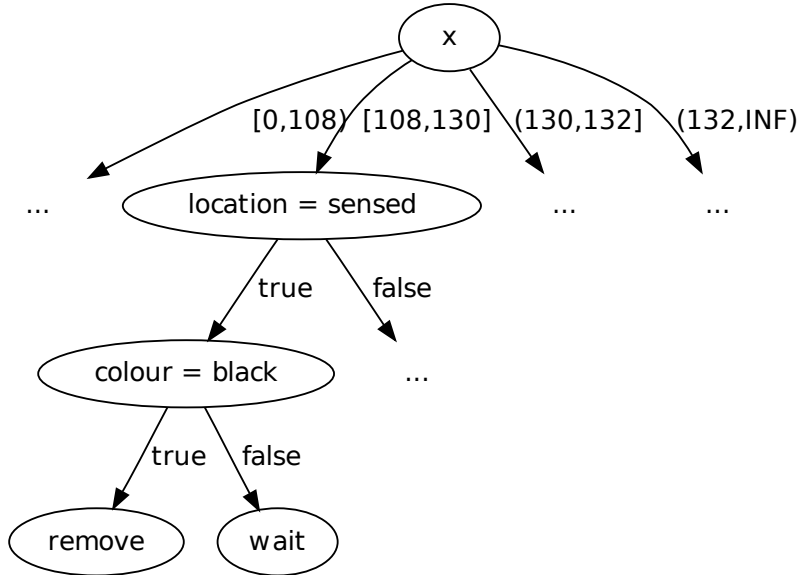 x
[0,108)
[108,130]
(130,132]
(132,INF)
...
location = sensed
...
...
true
false
colour = black
...
true
false
remove
wait